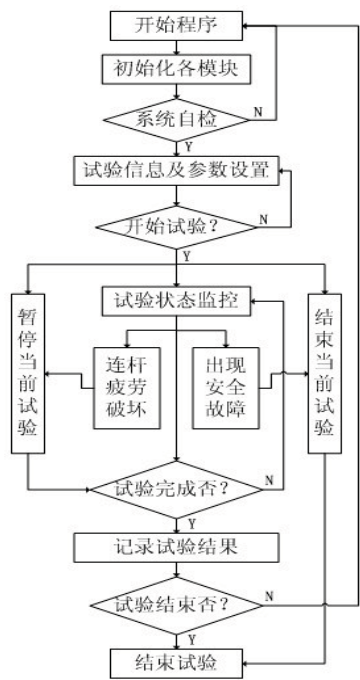 开始程序
初始化各模块
系统自检
N
Y
试验信息及参数设置
开始试验?
N
Y
暂停当前试验
试验状态监控
结束当前试验
连杆
疲劳
破坏
出现
安全
故障
试验完成否?
N
Y
记录试验结果
试验结束否?
N
Y
结束试验